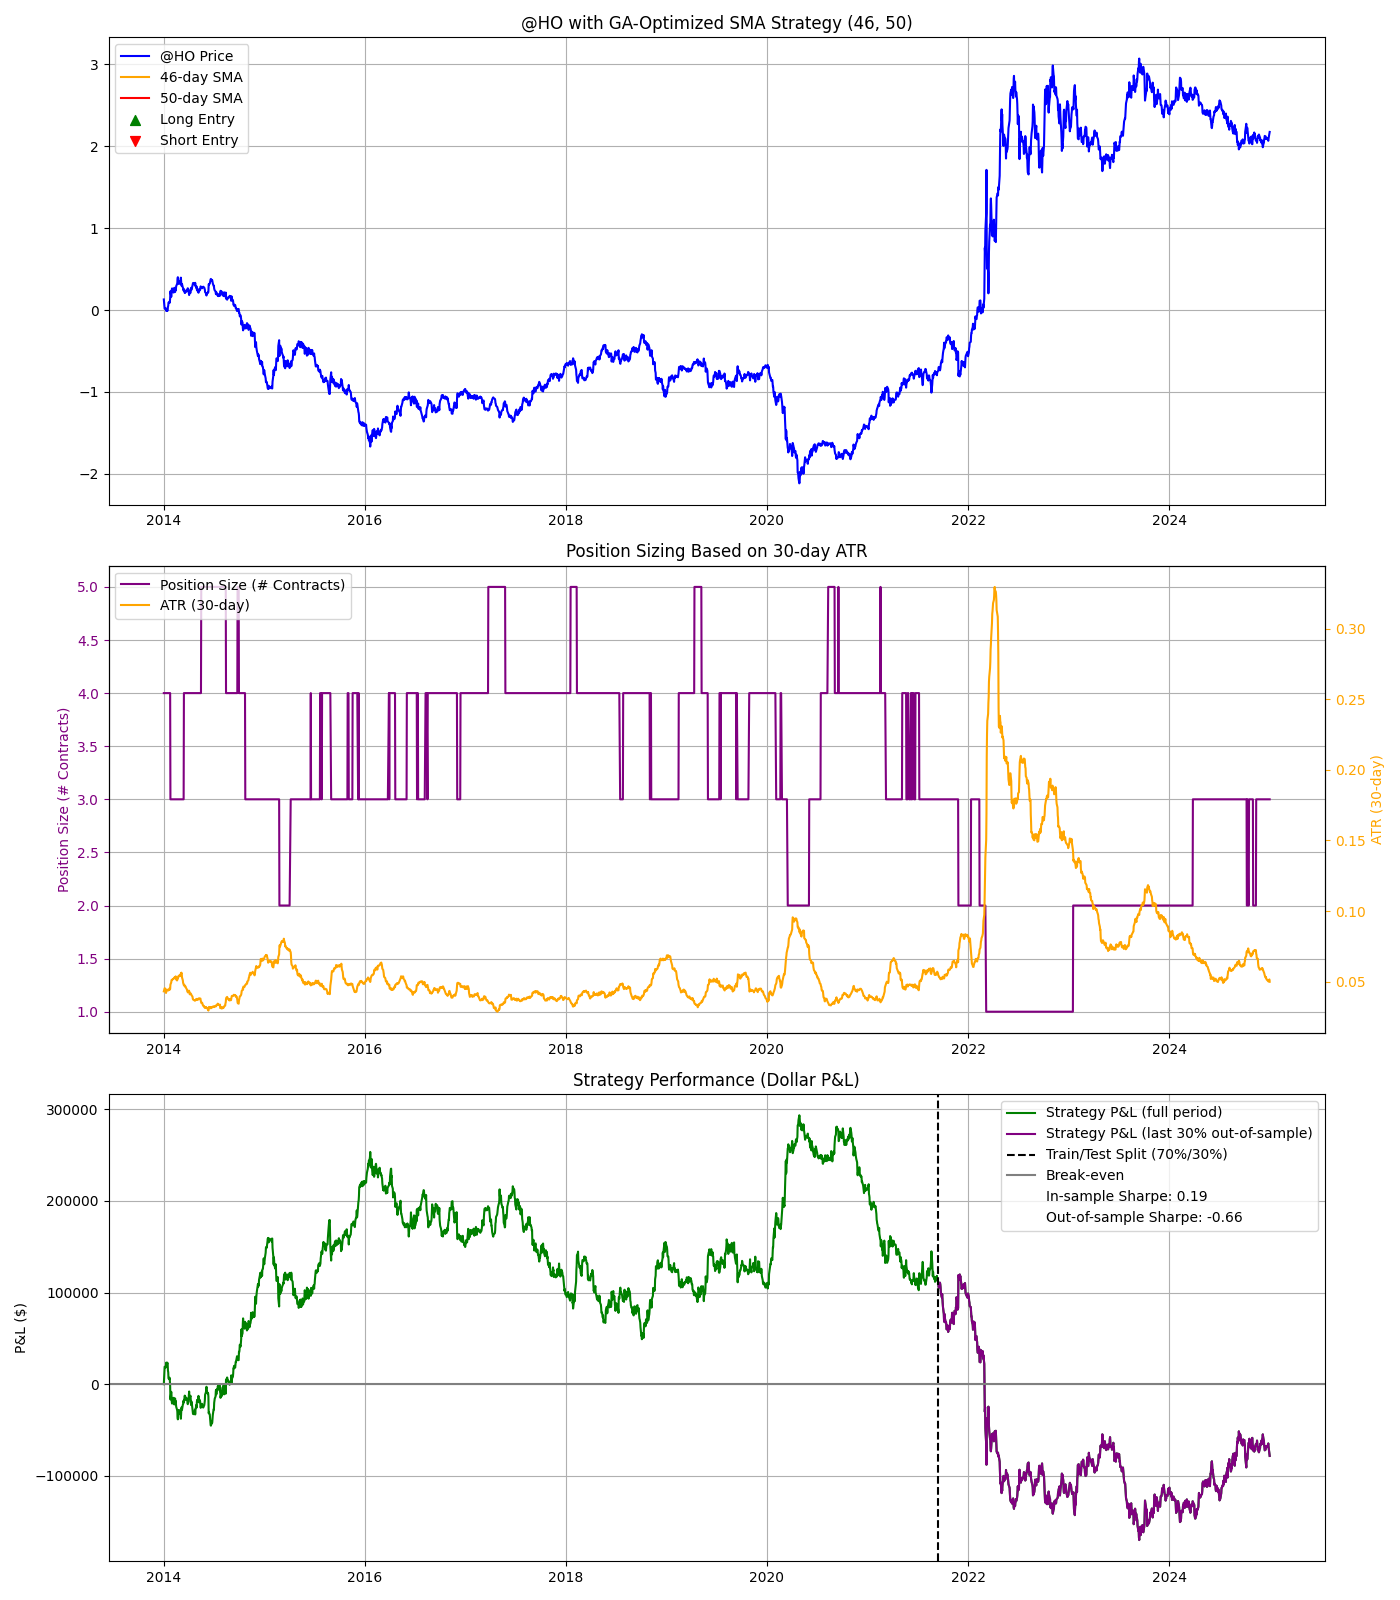 @HO with GA-Optimized SMA Strategy (46, 50)
@HO Price
46-day SMA
50-day SMA
Long Entry
Short Entry
3
2
1
0
−1
−2
2014
2016
2018
2020
2022
2024
Position Sizing Based on 30-day ATR
Position Size (# Contracts)
ATR (30-day)
Position Size (# Contracts)
5.0
4.5
4.0
3.5
3.0
2.5
2.0
1.5
1.0
0.30
0.25
0.20
0.15
0.10
0.05
ATR (30-day)
2014
2016
2018
2020
2022
2024
Strategy Performance (Dollar P&L)
Strategy P&L (full period)
Strategy P&L (last 30% out-of-sample)
Train/Test Split (70%/30%)
Break-even
In-sample Sharpe: 0.19
Out-of-sample Sharpe: -0.66
P&L ($)
300000
200000
100000
0
−100000
2014
2016
2018
2020
2022
2024